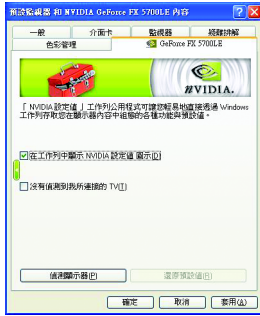 預設監視器 和 NVIDIA GeForce FX 5700LE 內容
一般 介面卡 監視器 疑難排解
色彩管理 GeForce FX 5700LE
NVIDIA.
「 NVIDIA 設定值 」工作列公用程式可讓您輕易地直接透過 Windows
工作列存取您在顯示器內容中組態的各種功能與預設值。
在工作列中顯示 NVIDIA 設定值 圖示(D)
沒有偵測到我所連接的 TV(T)
偵測顯示器(P) 還原預設值(R)
確定 取消 套用(A)